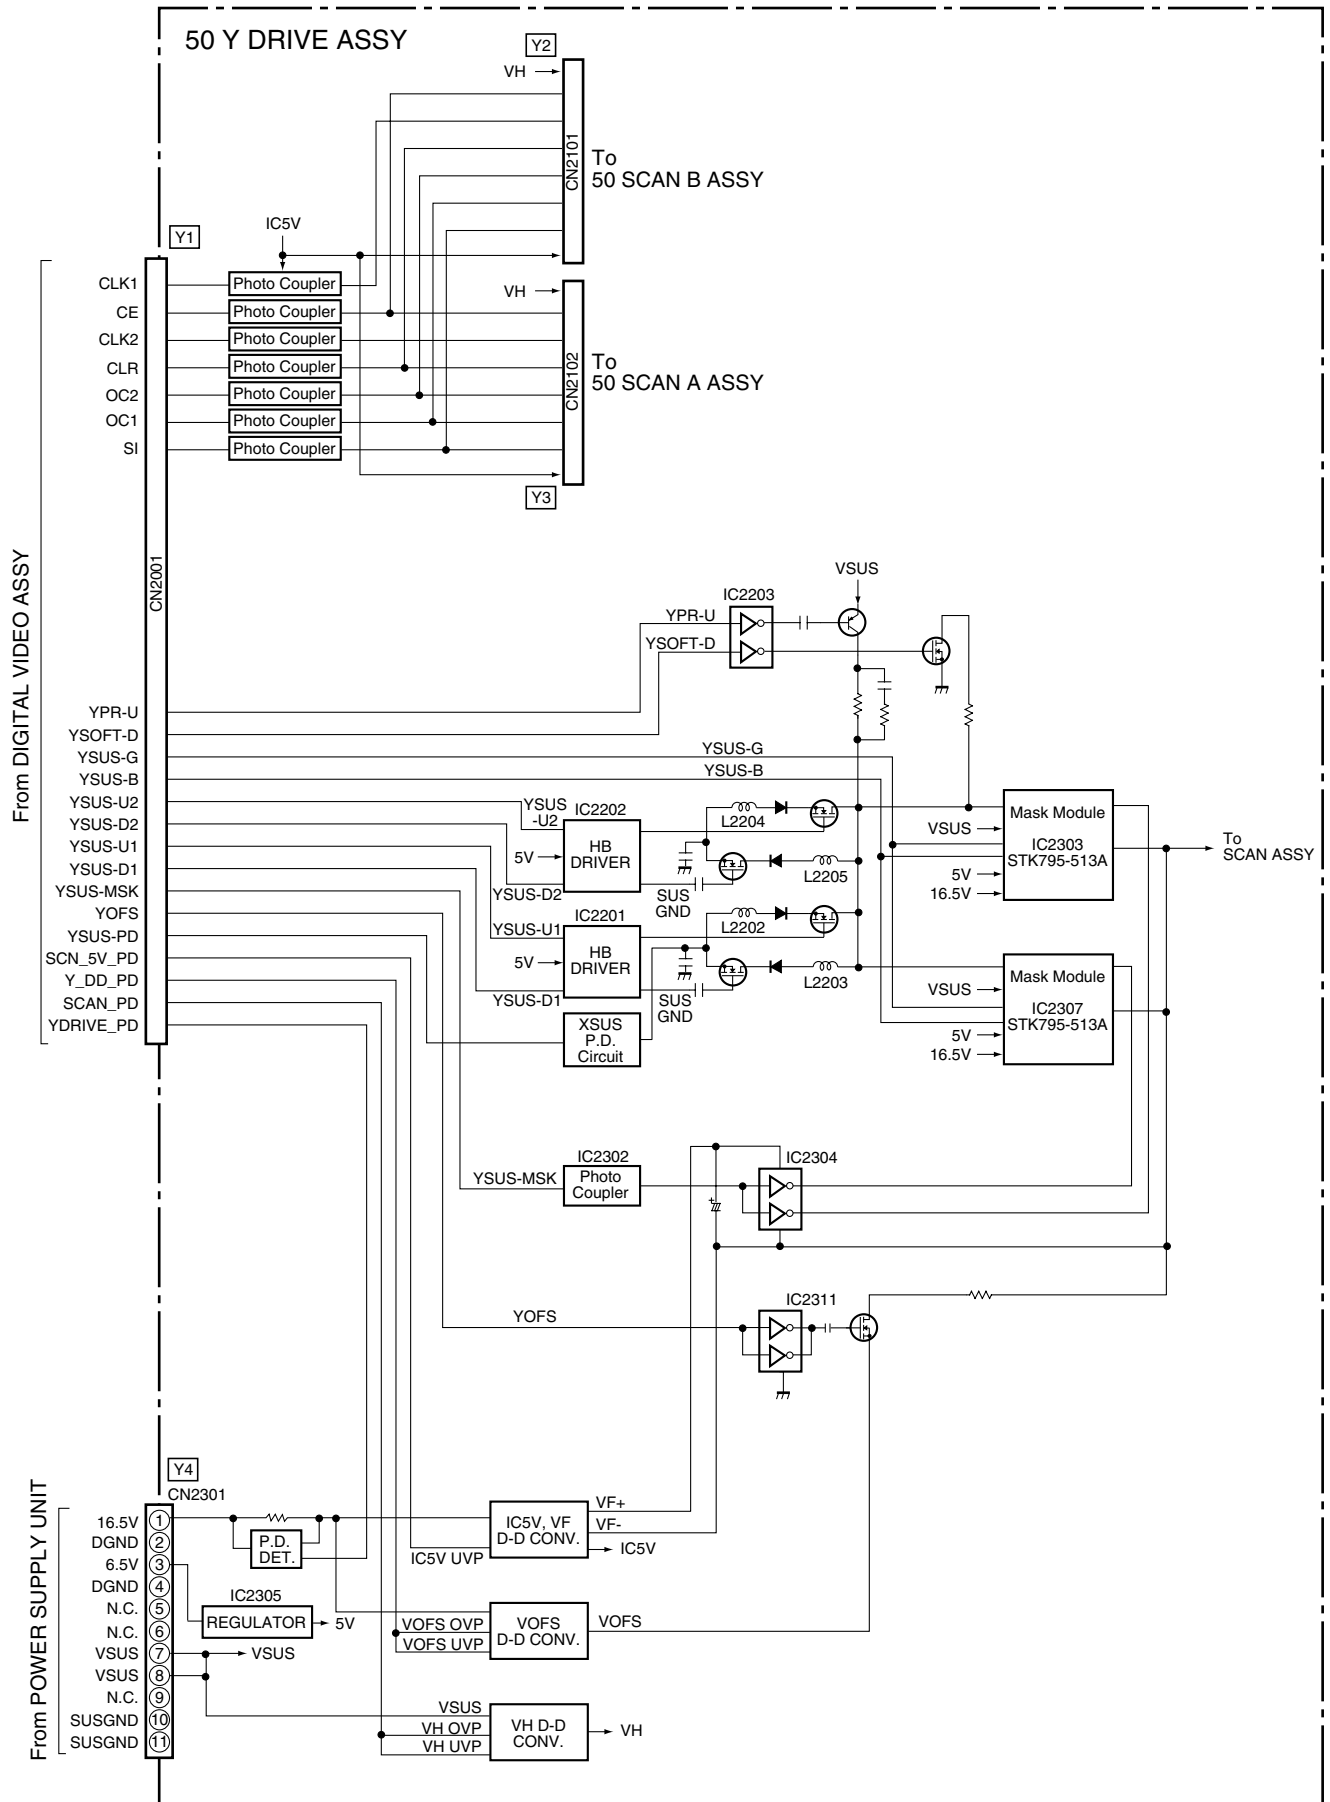 50 Y DRIVE ASSY
Y2
VH
CN2101
To
50 SCAN B ASSY
Y1
IC5V
CLK1
Photo Coupler
CE
Photo Coupler
CLK2
Photo Coupler
CLR
Photo Coupler
OC2
Photo Coupler
OC1
Photo Coupler
SI
Photo Coupler
VH
CN2102
To
50 SCAN A ASSY
Y3
From DIGITAL VIDEO ASSY
CN2001
YPR-U
YSOFT-D
YSUS-G
YSUS-B
YSUS-U2
YSUS-D2
YSUS-U1
YSUS-D1
YSUS-MSK
YOFS
YSUS-PD
SCN_5V_PD
Y_DD_PD
SCAN_PD
YDRIVE_PD
VSUS
IC2203
YPR-U
YSOFT-D
YSUS-G
YSUS-B
YSUS
-U2
IC2202
HB
DRIVER
5V
YSUS-D2
L2204
L2205
SUS
GND
IC2201
YSUS-U1
HB
DRIVER
5V
YSUS-D1
L2202
L2203
SUS
GND
XSUS
P.D.
Circuit
Mask Module
IC2303
STK795-513A
VSUS
5V
16.5V
To
SCAN ASSY
Mask Module
IC2307
STK795-513A
VSUS
5V
16.5V
IC2302
YSUS-MSK
Photo
Coupler
+
IC2304
YOFS
IC2311
Y4
CN2301
From POWER SUPPLY UNIT
16.5V
1
DGND
2
6.5V
3
DGND
4
N.C.
5
N.C.
6
VSUS
7
VSUS
8
N.C.
9
SUSGND
10
SUSGND
11
P.D.
DET.
IC2305
REGULATOR
5V
VSUS
IC5V UVP
IC5V, VF
D-D CONV.
VF+
VF-
IC5V
VOFS OVP
VOFS UVP
VOFS
D-D CONV.
VOFS
VSUS
VH OVP
VH UVP
VH D-D
CONV.
VH